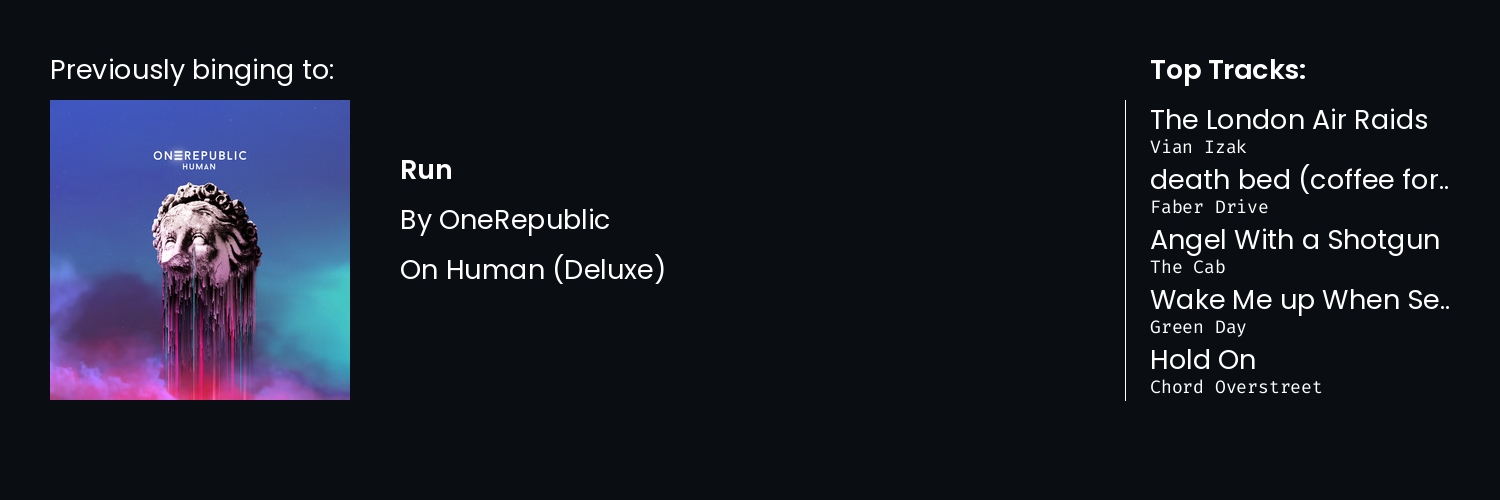 Previously binging to:
ONEREPUBLIC
HUMAN
Run
By OneRepublic
On Human (Deluxe)
Top Tracks:
The London Air Raids
Vian Izak
death bed (coffee for..
Faber Drive
Angel With a Shotgun
The Cab
Wake Me up When Se..
Green Day
Hold On
Chord Overstreet